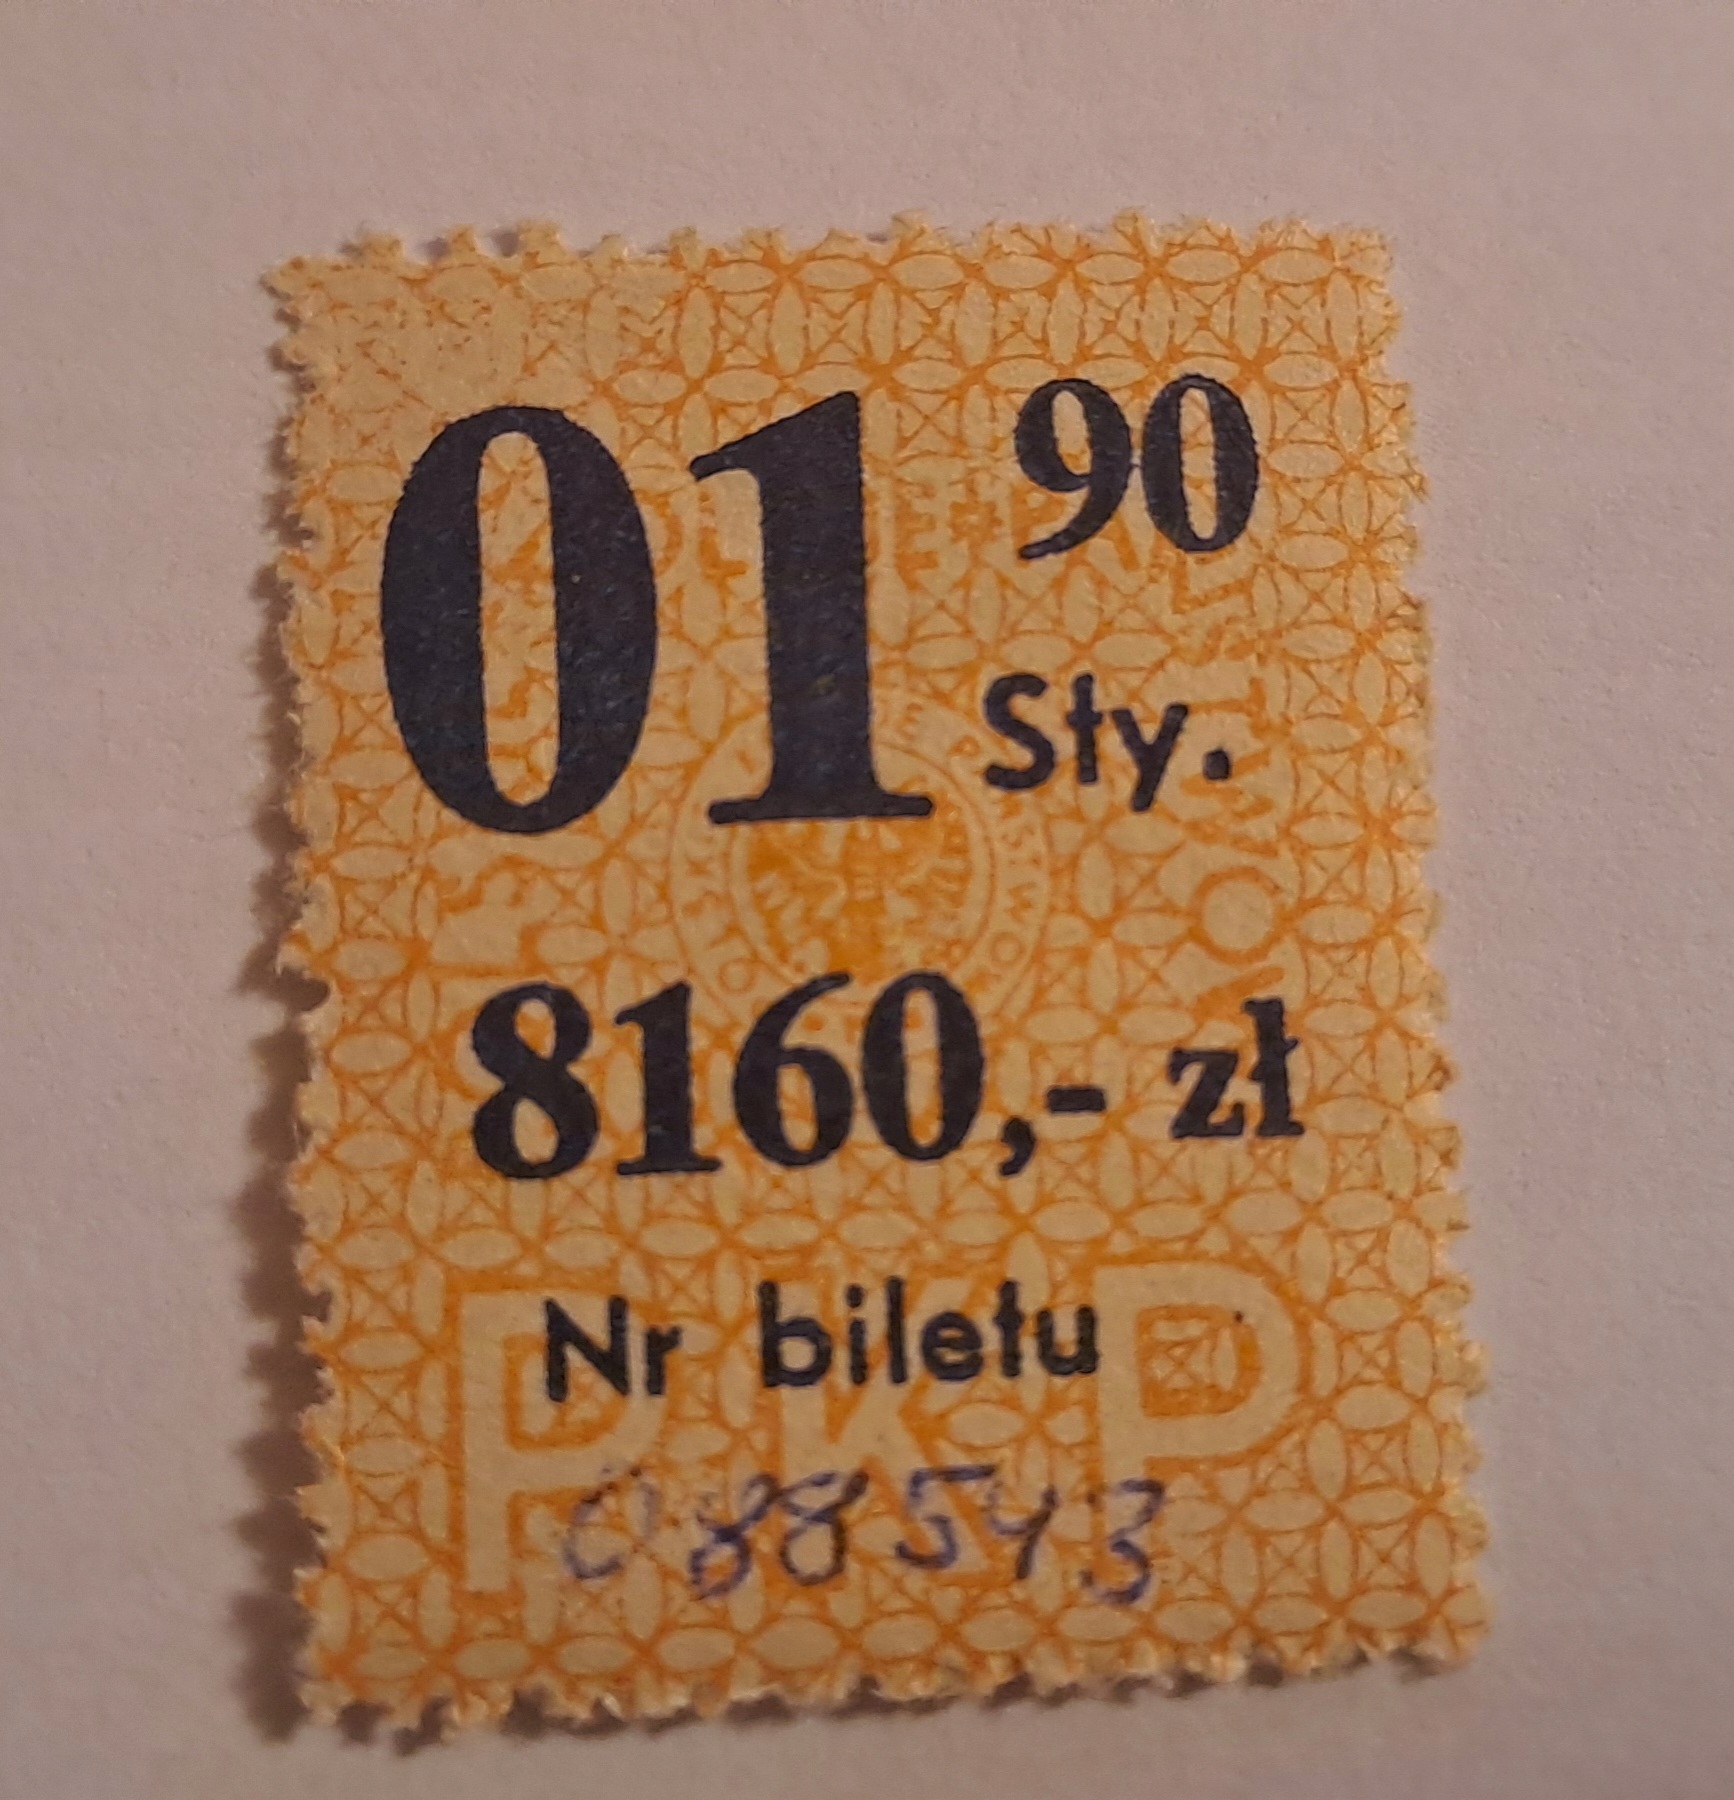 01 90
Sty.
8160,- zł
Nr biletu
PKP
088543